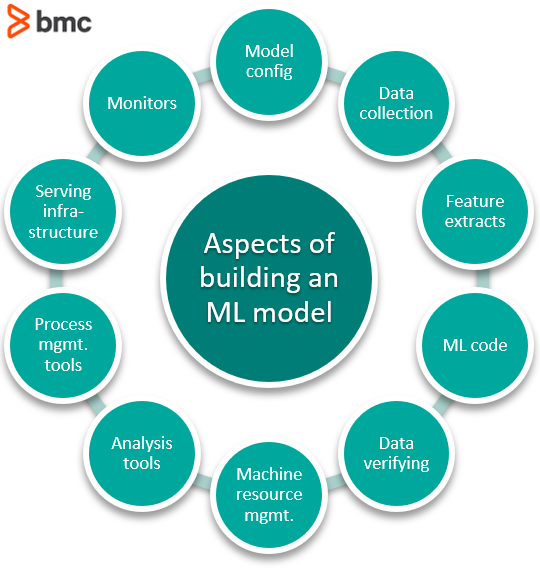 bmc
Model
config
Data
collection
Feature
extracts
ML code
Data
verifying
Machine
resource
mgmt.
Analysis
tools
Process
mgmt.
tools
Serving
infra-
structure
Monitors
Aspects of
building an
ML model